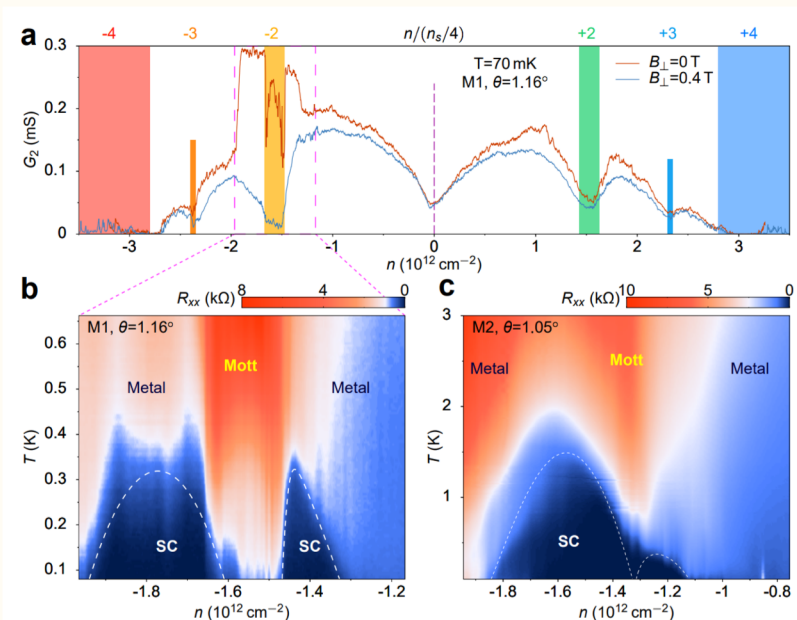 a
-4 -3 -2 n/(nₛ/4) +2 +3 +4
0.3
0.2
0.1
0
G₂ (mS)
T=70 mK
M1, θ=1.16°
B⊥=0 T
B⊥=0.4 T
-3 -2 -1 0 1 2 3
n (10¹² cm⁻²)
b
Rₓₓ (kΩ) 8 4 0
M1, θ=1.16°
Mott
Metal
Metal
SC
SC
0.6
0.5
0.4
0.3
0.2
0.1
T (K)
-1.8 -1.6 -1.4 -1.2
n (10¹² cm⁻²)
c
Rₓₓ (kΩ) 10 5 0
M2, θ=1.05°
Metal
Mott
Metal
SC
3
2
1
T (K)
-1.8 -1.6 -1.4 -1.2 -1 -0.8
n (10¹² cm⁻²)